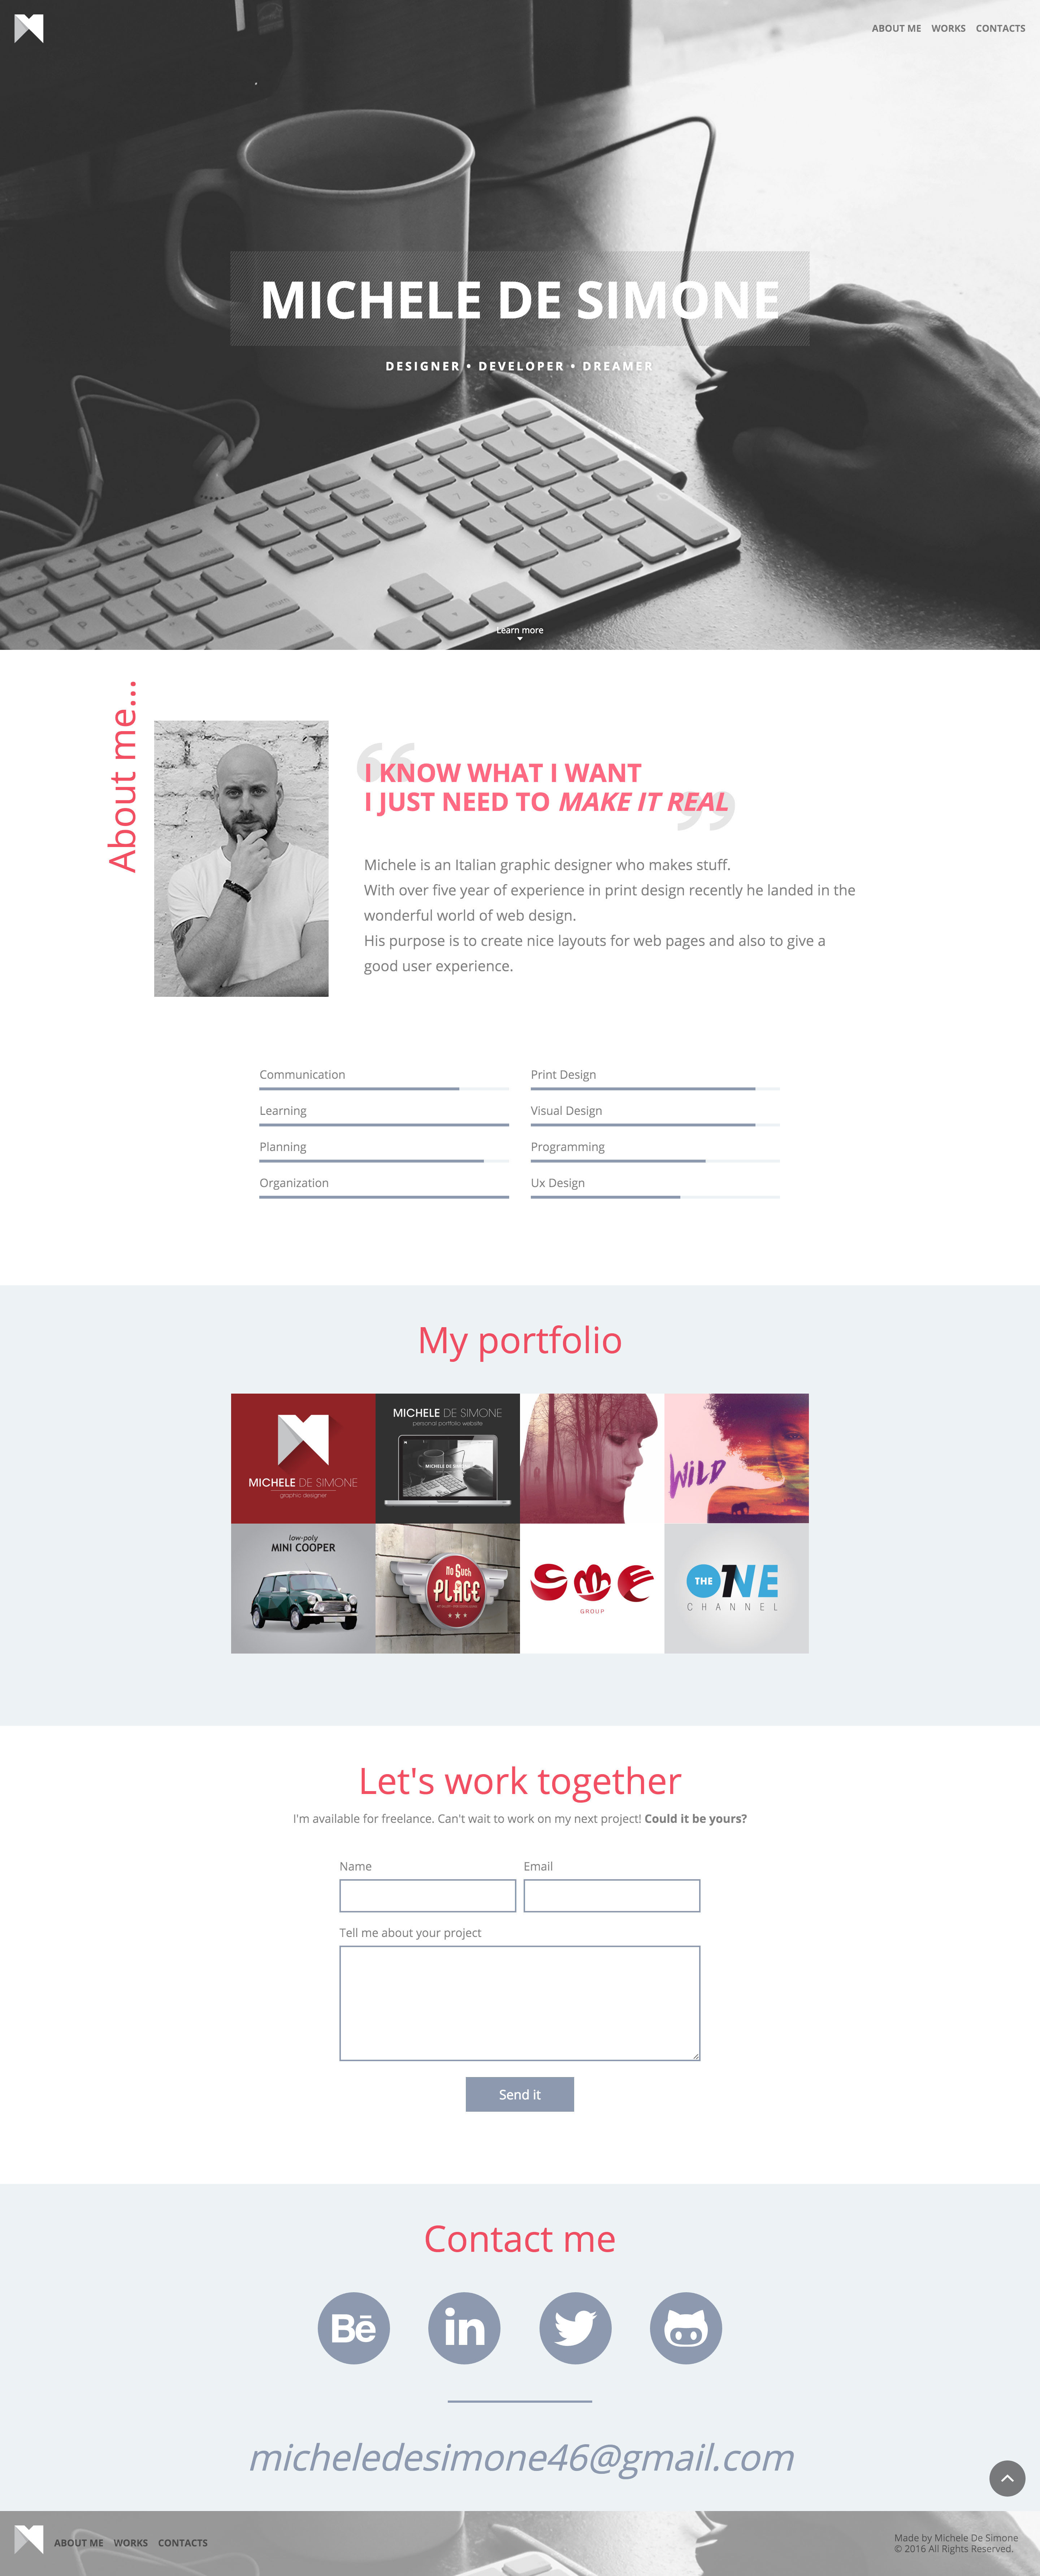 ABOUT ME WORKS CONTACTS
MICHELE DE SIMONE
DESIGNER • DEVELOPER • DREAMER
Learn more
About me...
“
I KNOW WHAT I WANT
I JUST NEED TO MAKE IT REAL
”
Michele is an Italian graphic designer who makes stuff.
With over five year of experience in print design recently he landed in the
wonderful world of web design.
His purpose is to create nice layouts for web pages and also to give a
good user experience.
Communication
Print Design
Learning
Visual Design
Planning
Programming
Organization
Ux Design
My portfolio
MICHELE DE SIMONE
graphic designer
MICHELE DE SIMONE
personal portfolio website
MICHELE DE SIMONE
WiLD
low-poly
MINI COOPER
No Such
PLACE
SME
GROUP
THE ONE
CHANNEL
Let's work together
I'm available for freelance. Can't wait to work on my next project! Could it be yours?
Name
Email
Tell me about your project
Send it
Contact me
Bē
in
micheledesimone46@gmail.com
ABOUT ME WORKS CONTACTS
Made by Michele De Simone
© 2016 All Rights Reserved.